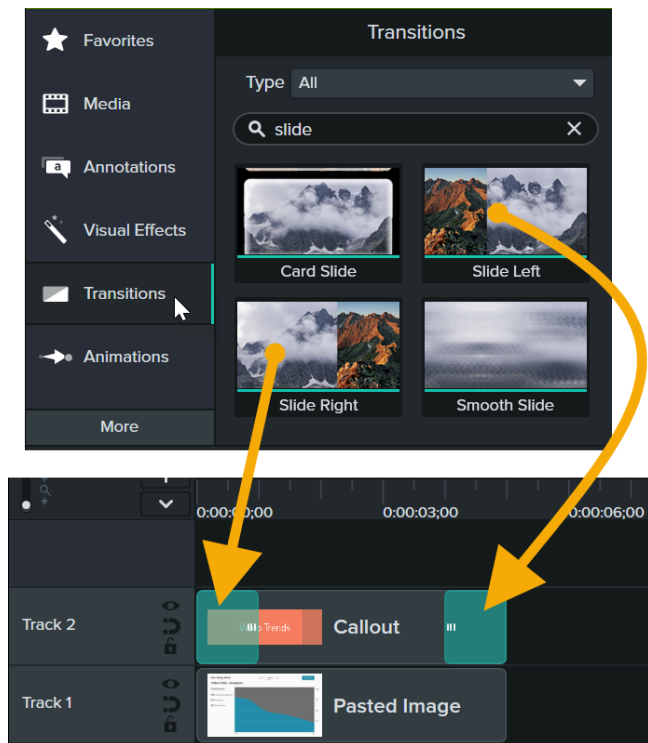 Favorites
Transitions
Type All
Media
slide
a
Annotations
Visual Effects
Card Slide
Slide Left
Transitions
Animations
Slide Right
Smooth Slide
More
0:00:00;00
0:00:03;00
0:00:06;00
Track 2
Trends
Callout
Track 1
Pasted Image